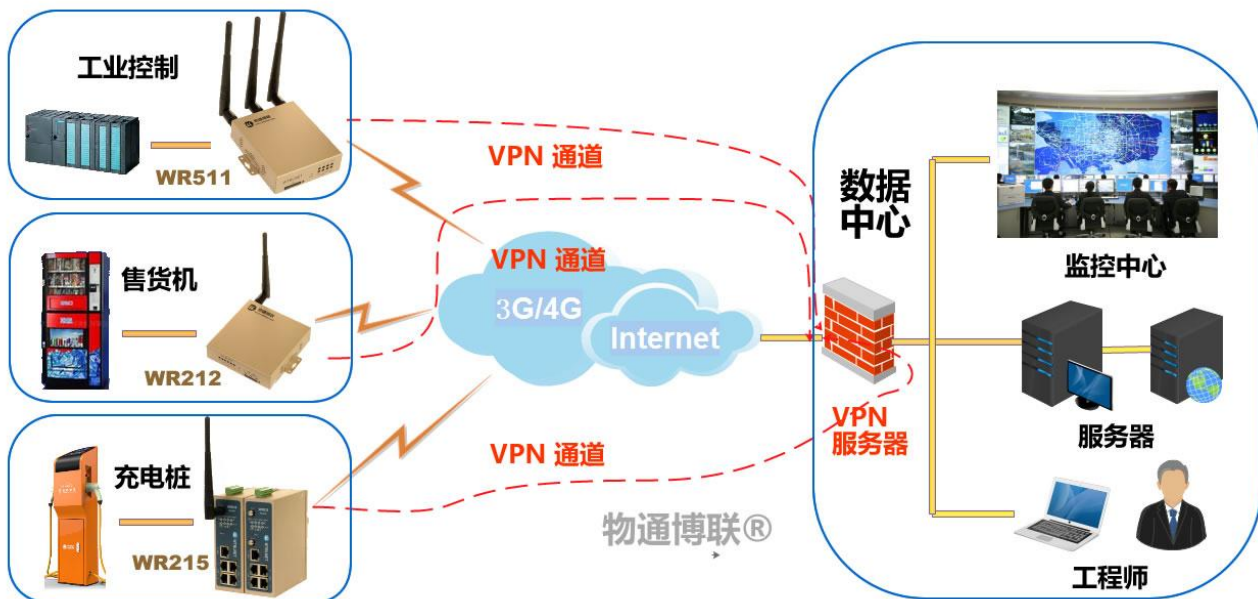 工业控制
WR511
VPN 通道
售货机
WR212
VPN 通道
3G/4G
Internet
充电桩
WR215
VPN 通道
物通博联®
数据
中心
VPN
服务器
监控中心
服务器
工程师